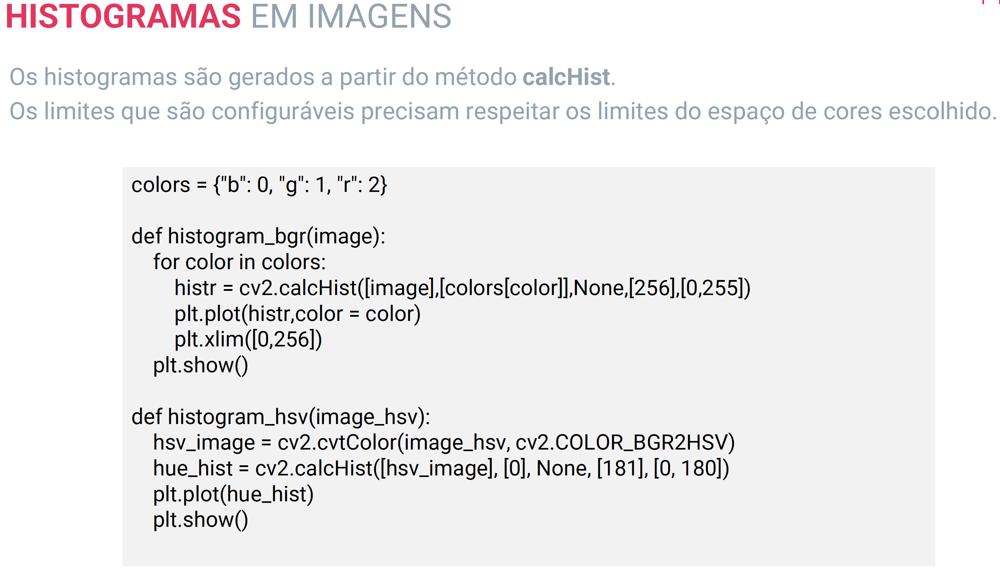 HISTOGRAMAS EM IMAGENS
Os histogramas são gerados a partir do método calcHist.
Os limites que são configuráveis precisam respeitar os limites do espaço de cores escolhido.
colors = {"b": 0, "g": 1, "r": 2}
def histogram_bgr(image):
for color in colors:
histr = cv2.calcHist([image],[colors[color]],None,[256],[0,255])
plt.plot(histr,color = color)
plt.xlim([0,256])
plt.show()
def histogram_hsv(image_hsv):
hsv_image = cv2.cvtColor(image_hsv, cv2.COLOR_BGR2HSV)
hue_hist = cv2.calcHist([hsv_image], [0], None, [181], [0, 180])
plt.plot(hue_hist)
plt.show()